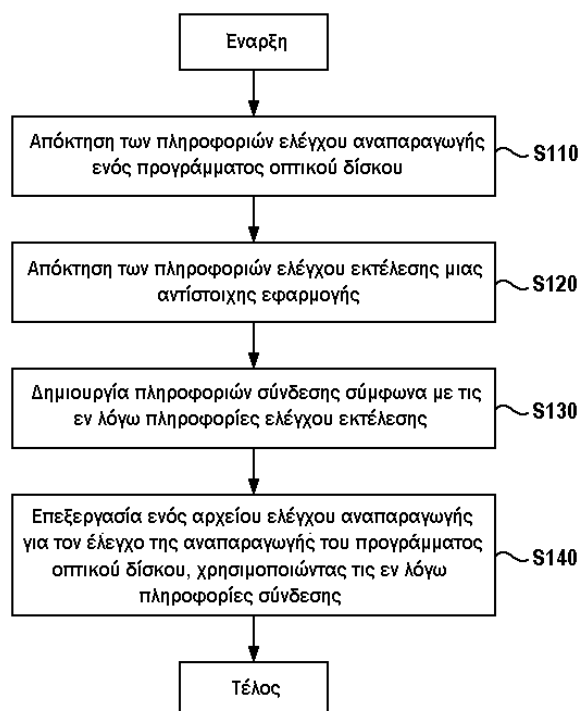 Έναρξη
Απόκτηση των πληροφοριών ελέγχου αναπαραγωγής
ενός προγράμματος οπτικού δίσκου
S110
Απόκτηση των πληροφοριών ελέγχου εκτέλεσης μιας
αντίστοιχης εφαρμογής
S120
Δημιουργία πληροφοριών σύνδεσης σύμφωνα με τις
εν λόγω πληροφορίες ελέγχου εκτέλεσης
S130
Επεξεργασία ενός αρχείου ελέγχου αναπαραγωγής
για τον έλεγχο της αναπαραγωγής του προγράμματος
οπτικού δίσκου, χρησιμοποιώντας τις εν λόγω
πληροφορίες σύνδεσης
S140
Τέλος